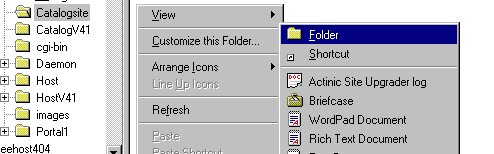 Catalogsite
CatalogV41
cgi-bin
Daemon
Host
HostV41
images
Portal1
eehost404
View
Customize this Folder...
Arrange Icons
Line Up Icons
Refresh
Paste
Paste Shortcut
Folder
Shortcut
Actinic Site Upgrader log
Briefcase
WordPad Document
Rich Text Document